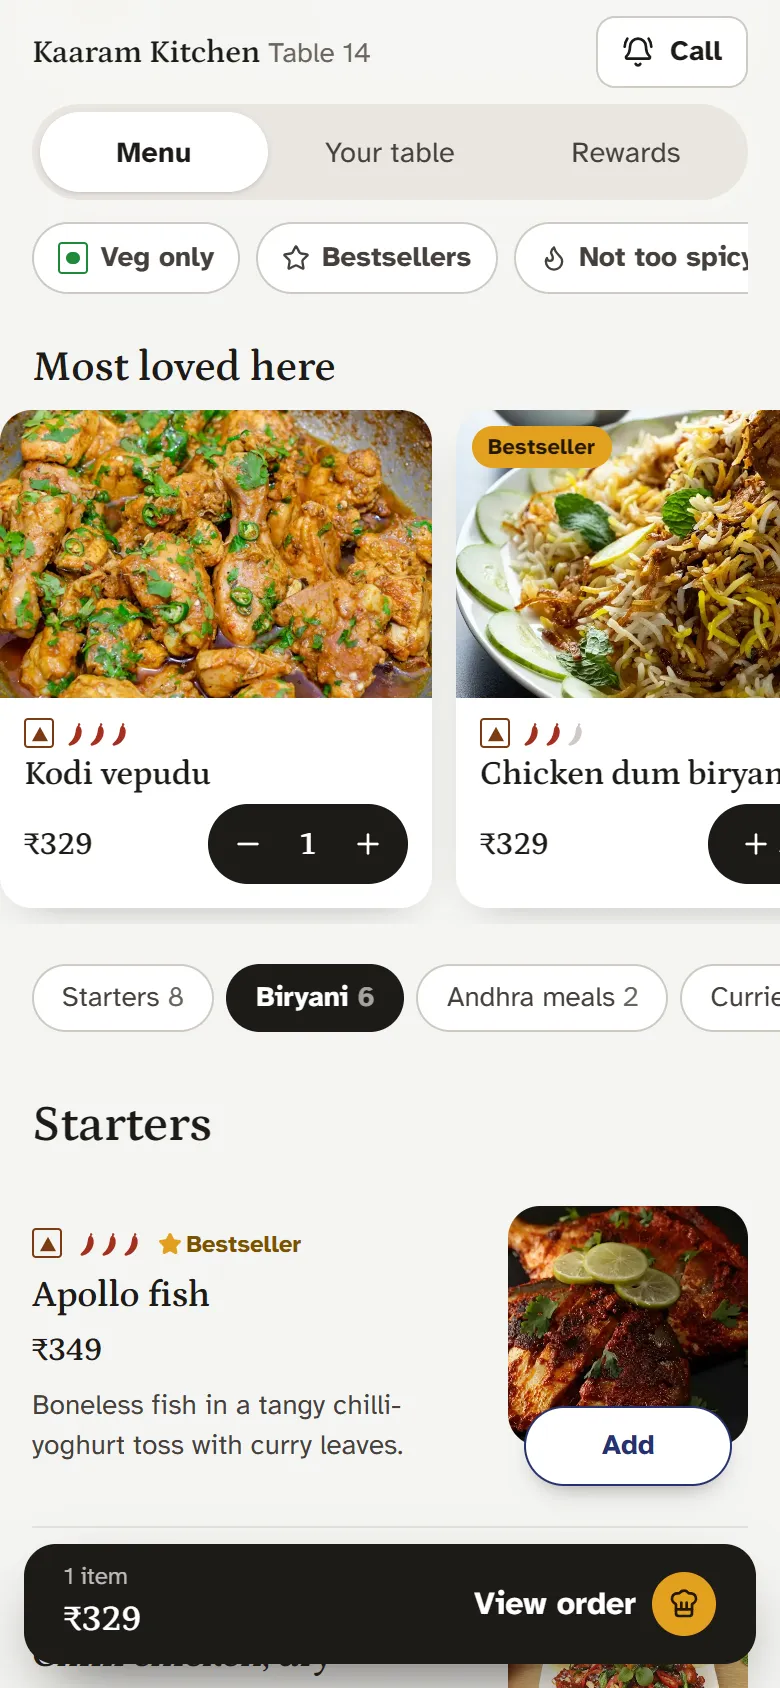 Kaaram Kitchen Table 14
Call
Menu
Your table
Rewards
Veg only
Bestsellers
Not too spicy
Most loved here
Bestseller
Kodi vepudu
₹329
− 1 +
Chicken dum biryan
₹329
+
Starters 8
Biryani 6
Andhra meals 2
Currie
Starters
Bestseller
Apollo fish
₹349
Boneless fish in a tangy chilli-
yoghurt toss with curry leaves.
Add
1 item
₹329
View order